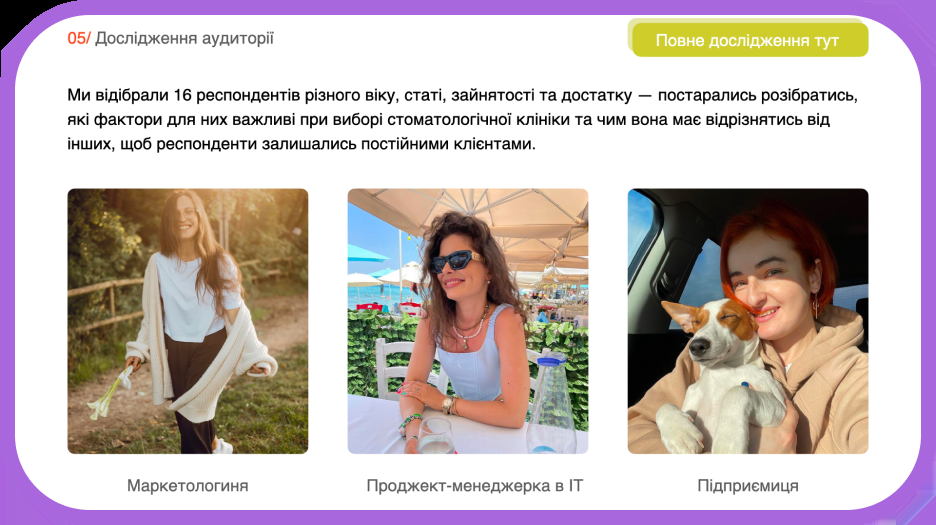 05/ Дослідження аудиторії
Повне дослідження тут
Ми відібрали 16 респондентів різного віку, статі, зайнятості та достатку — постарались розібратись,
які фактори для них важливі при виборі стоматологічної клініки та чим вона має відрізнятись від
інших, щоб респонденти залишались постійними клієнтами.
Маркетологиня
Проджект-менеджерка в IT
Підприємиця